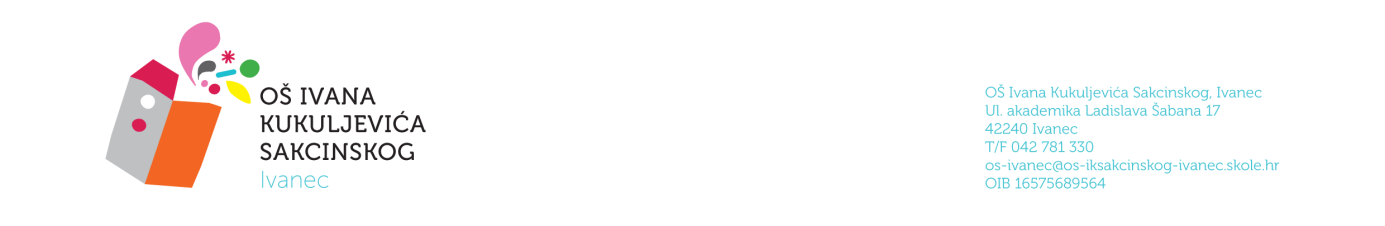 OŠ IVANA
KUKULJEVIĆA
SAKCINSKOG
Ivanec
OŠ Ivana Kukuljevića Sakcinskog, Ivanec
Ul. akademika Ladislava Šabana 17
42240 Ivanec
T/F 042 781 330
os-ivanec@os-iksakcinskog-ivanec.skole.hr
OIB 16575689564